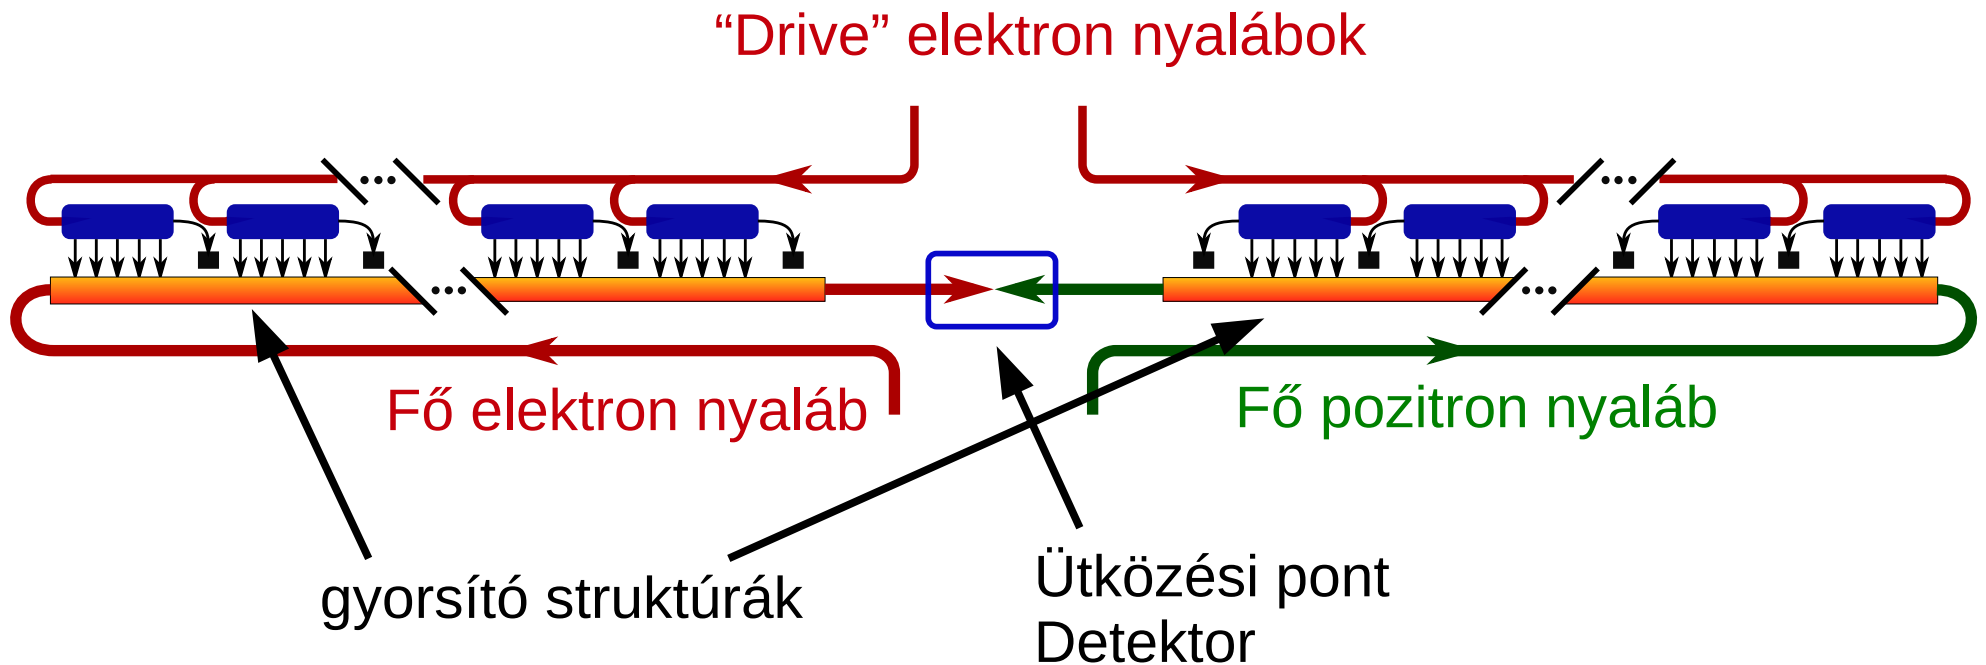 “Drive” elektron nyalábok
Fő elektron nyaláb
Fő pozitron nyaláb
gyorsító struktúrák
Ütközési pont
Detektor